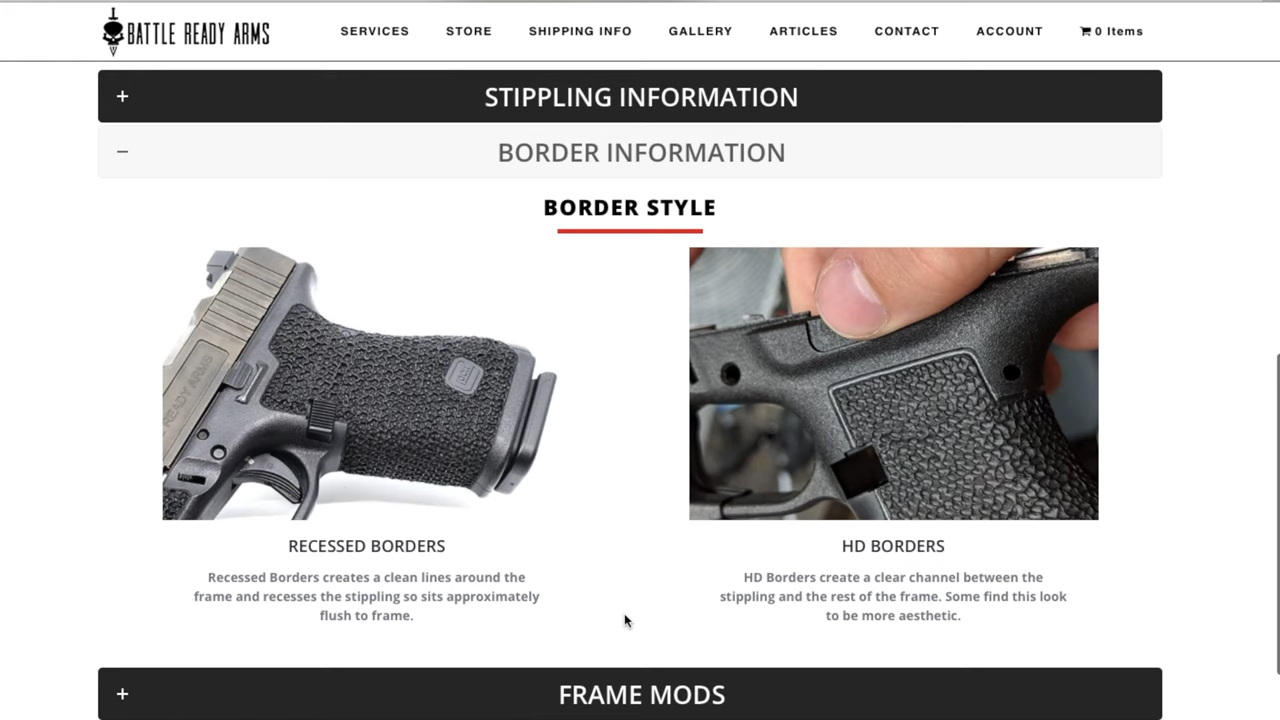 BATTLE READY ARMS
SERVICES STORE SHIPPING INFO GALLERY ARTICLES CONTACT ACCOUNT 0 Items
+ STIPPLING INFORMATION
− BORDER INFORMATION
BORDER STYLE
READY ARMS
RECESSED BORDERS
Recessed Borders creates a clean lines around the
frame and recesses the stippling so sits approximately
flush to frame.
HD BORDERS
HD Borders create a clear channel between the
stippling and the rest of the frame. Some find this look
to be more aesthetic.
+ FRAME MODS